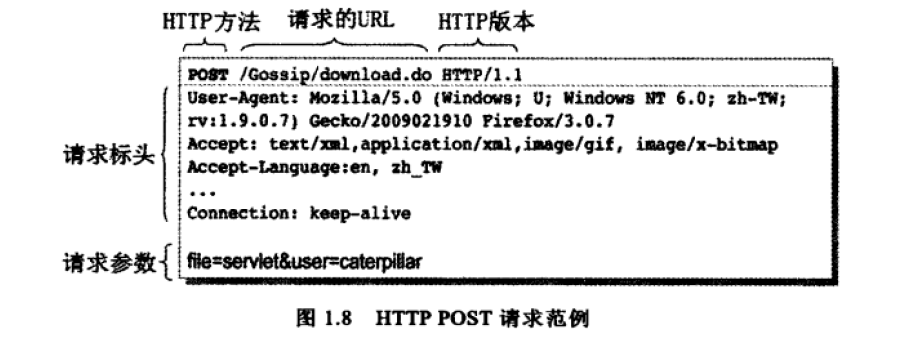 HTTP方法 请求的URL HTTP版本
POST /Gossip/download.do HTTP/1.1
User-Agent: Mozilla/5.0 (Windows; U; Windows NT 6.0; zh-TW;
rv:1.9.0.7) Gecko/2009021910 Firefox/3.0.7
请求标头
Accept: text/xml,application/xml,image/gif, image/x-bitmap
Accept-Language:en, zh_TW
...
Connection: keep-alive
请求参数
file=servlet&user=caterpillar
图 1.8 HTTP POST 请求范例